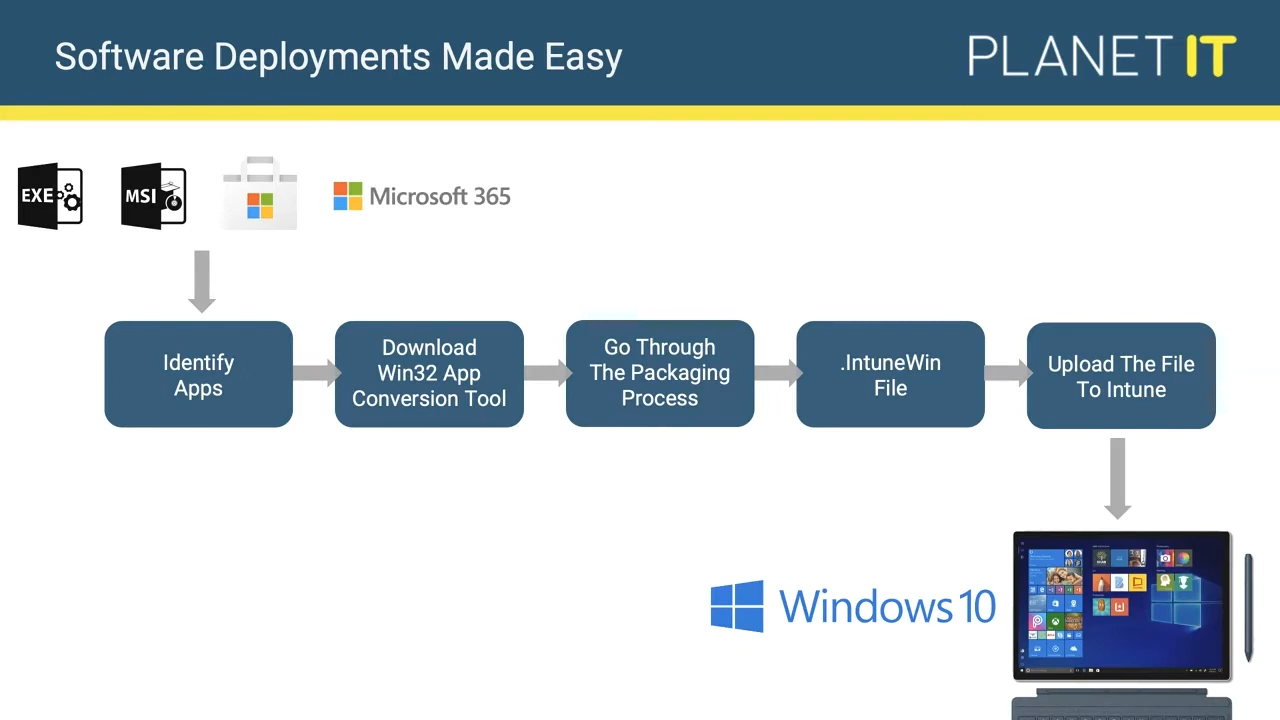 Software Deployments Made Easy
PLANET IT
EXE
MSI
Microsoft 365
Identify
Apps
Download
Win32 App
Conversion Tool
Go Through
The Packaging
Process
.IntuneWin
File
Upload The File
To Intune
Windows 10